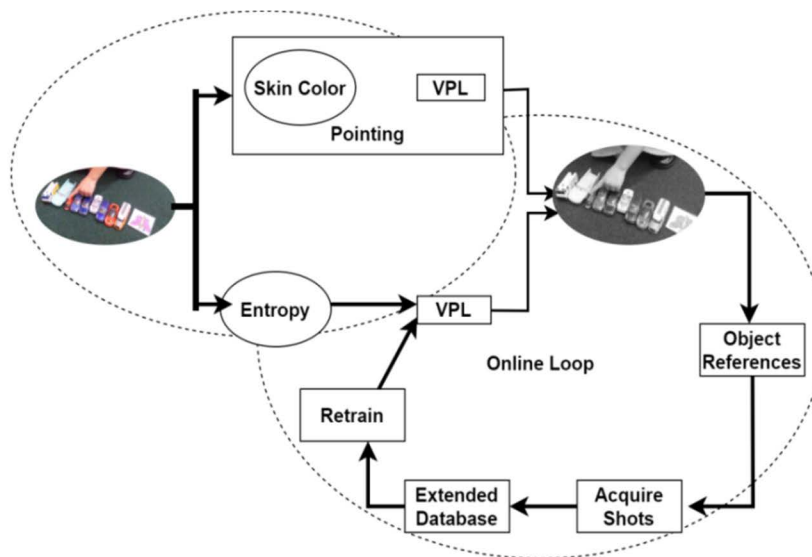 Skin Color
VPL
Pointing
Entropy
VPL
Online Loop
Object
References
Retrain
Extended
Database
Acquire
Shots